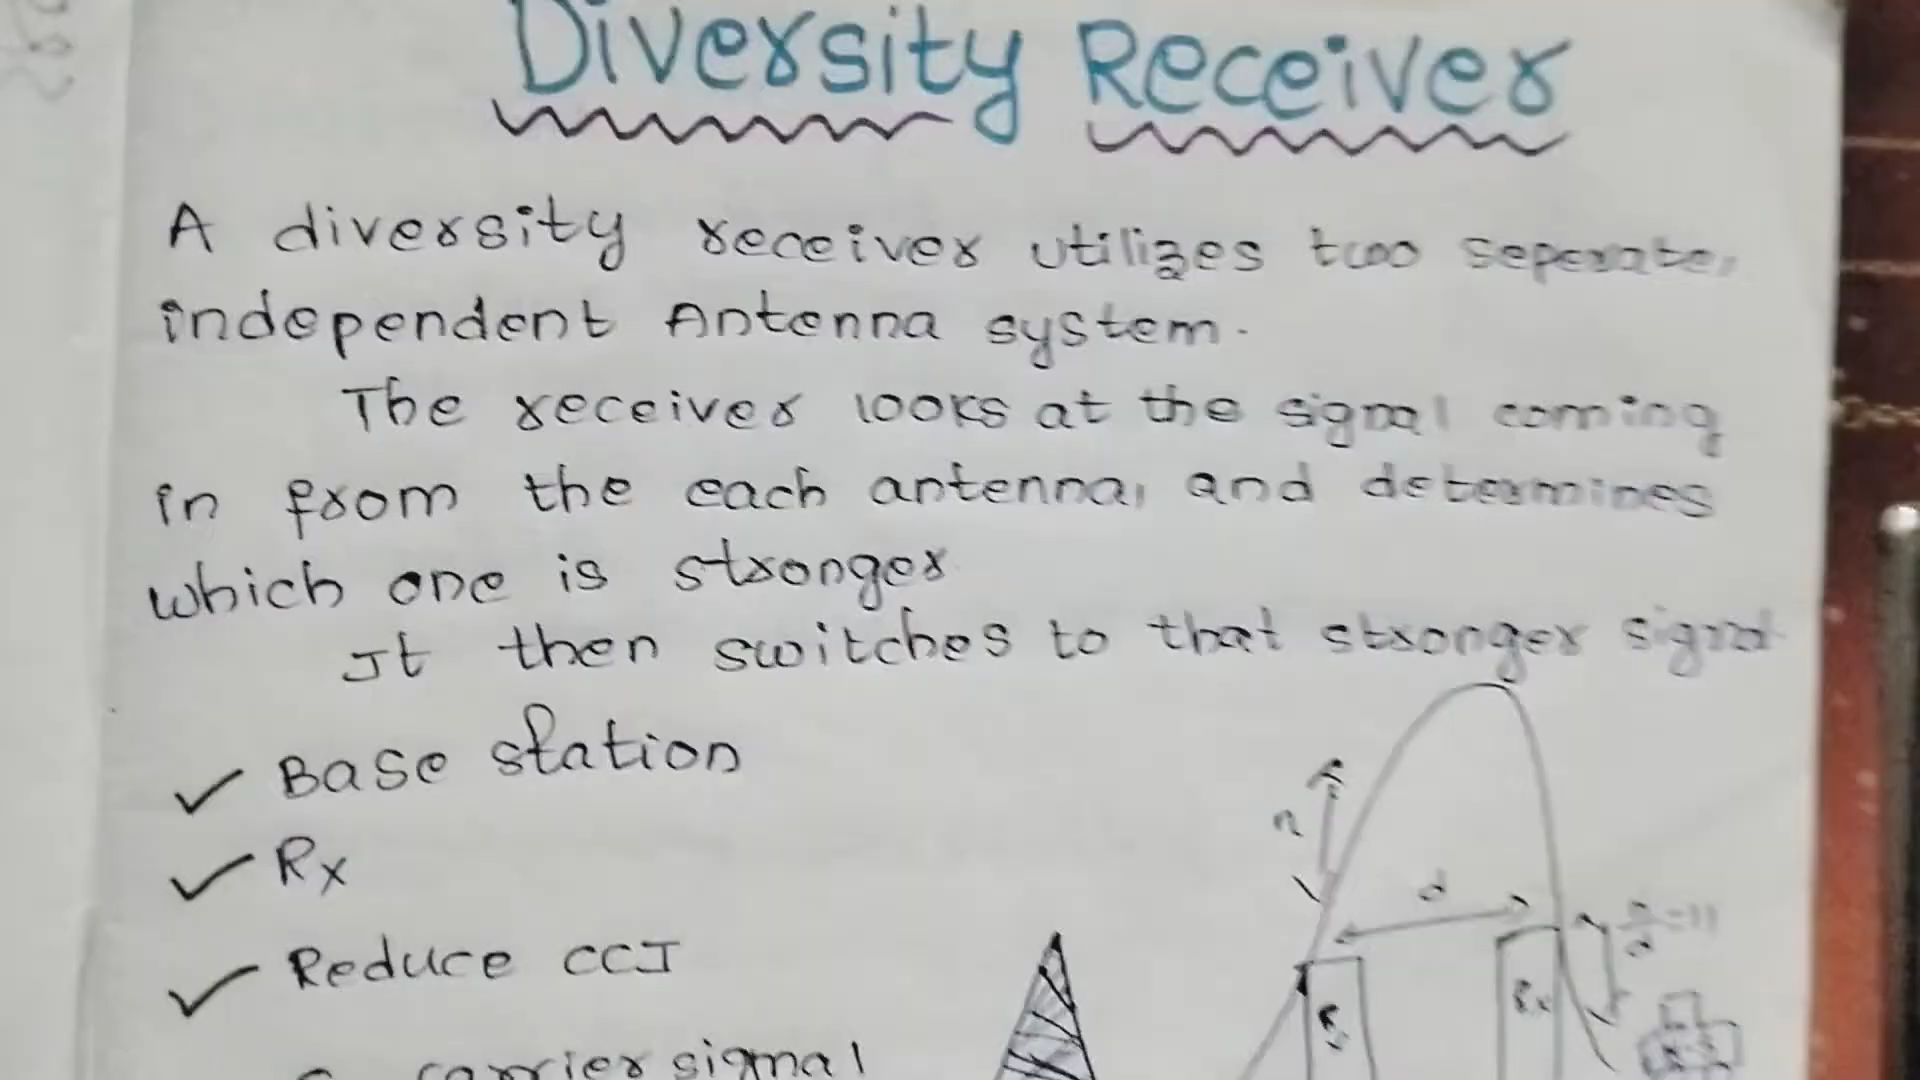 Diversity Receiver
A diversity receiver utilizes two seperate,
independent Antenna system.
The receiver looks at the signal coming
in from the each antenna, and determines
which one is stronger
It then switches to that stronger signal
✓ Base station
✓ Rx
✓ Reduce CCI
carrier signal
d
Rx